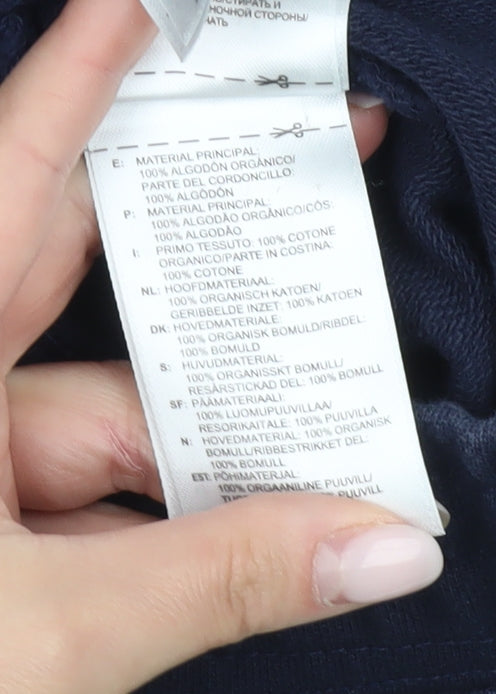 НОЧНОЙ СТОРОНЫ/
E: MATERIAL PRINCIPAL:
100% ALGODÓN ORGÁNICO/
PARTE DEL CORDONCILLO:
100% ALGODÓN
P: MATERIAL PRINCIPAL:
100% ALGODÃO ORGÂNICO/CÓS:
100% ALGODÃO
I: PRIMO TESSUTO: 100% COTONE
ORGANICO/PARTE IN COSTINA:
100% COTONE
NL: HOOFDMATERIAAL:
100% ORGANISCH KATOEN/
GERIBBELDE INZET: 100% KATOEN
DK: HOVEDMATERIALE:
100% ORGANISK BOMULD/RIBDEL:
100% BOMULD
S: HUVUDMATERIAL:
100% ORGANISSKT BOMULL/
RESÅRSTICKAD DEL: 100% BOMULL
SF: PÄÄMATERIAALI:
100% LUOMUPUUVILLAA/
RESORIKAITALE: 100% PUUVILLA
N: HOVEDMATERIAL: 100% ORGANISK
BOMULL/RIBBESTRIKKET DEL:
100% BOMULL
EST: PÕHIMATERJAL:
100% ORGAANILINE PUUVILL/
PUUVILL